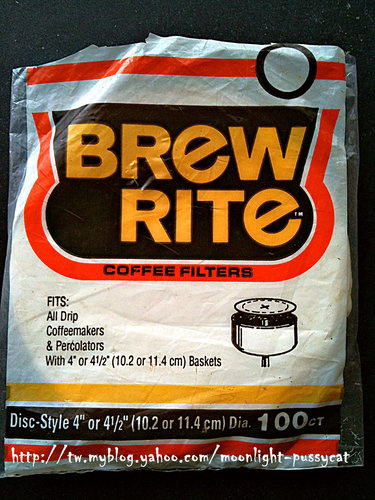 BREW
RITE™
COFFEE FILTERS
FITS:
All Drip
Coffeemakers
& Percolators
With 4" or 4½" (10.2 or 11.4 cm) Baskets
Disc-Style 4" or 4½" (10.2 or 11.4 cm) Dia. 100CT
http://tw.myblog.yahoo.com/moonlight-pussycat